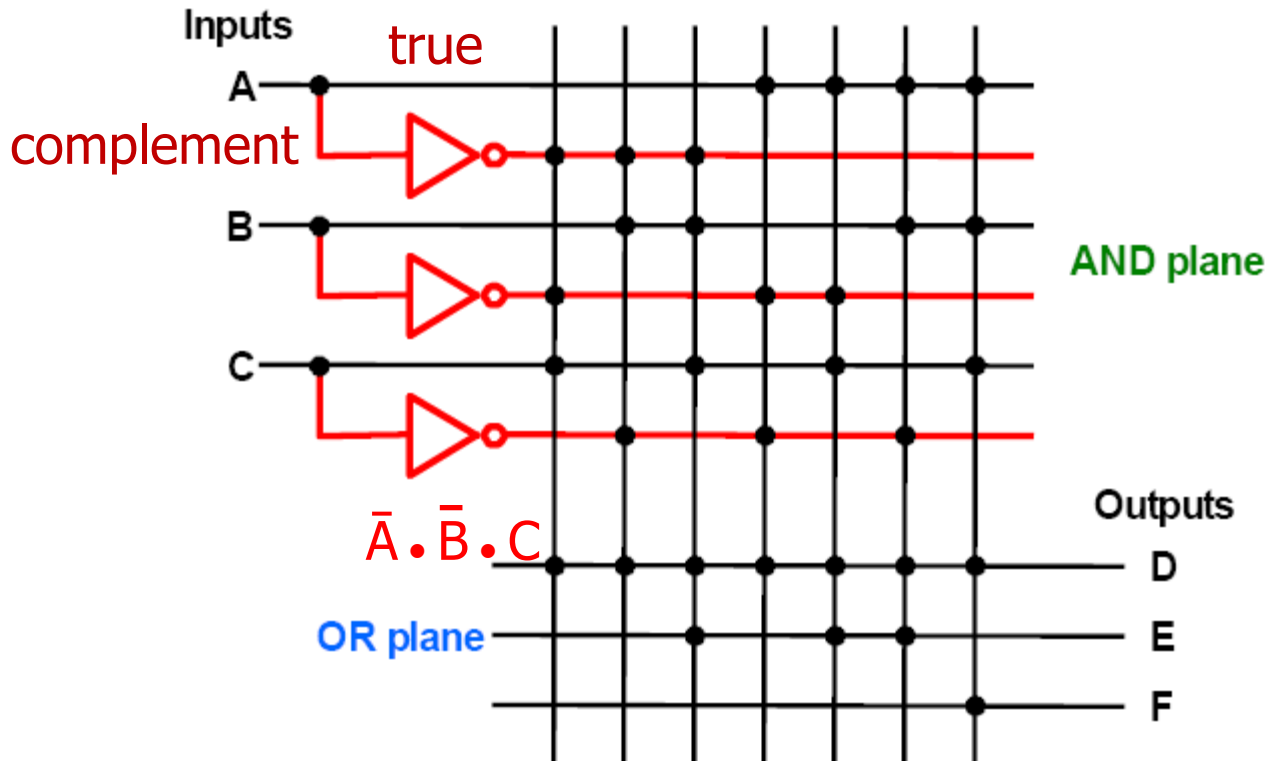 Inputs
true
A
complement
B
AND plane
C
Outputs
Ā.B̄.C
D
OR plane
E
F